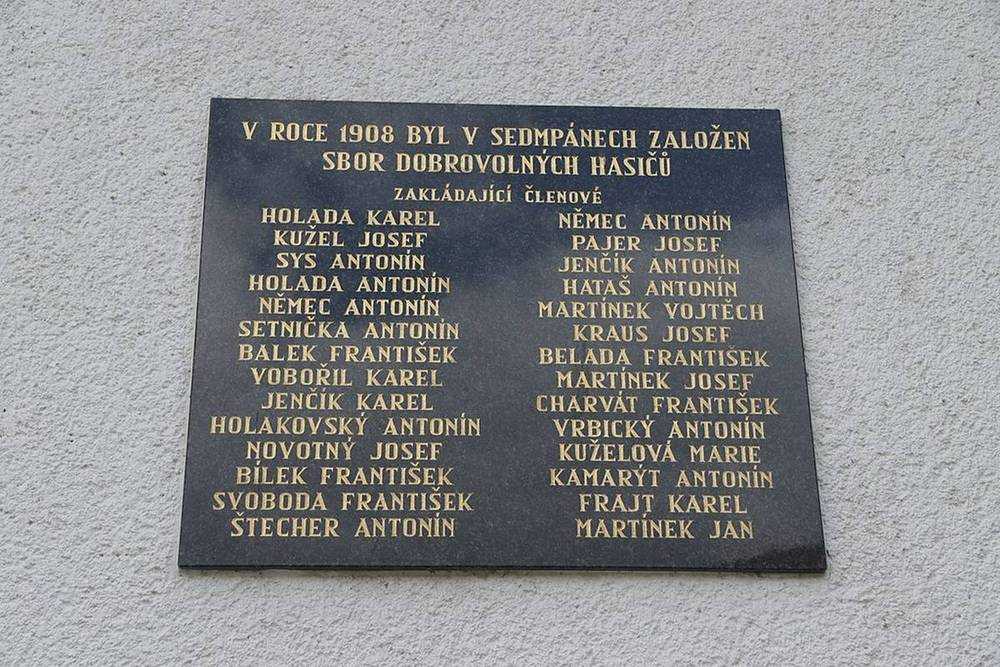 V ROCE 1908 BYL V SEDMPÁNECH ZALOŽEN
SBOR DOBROVOLNÝCH HASIČŮ
ZAKLÁDAJÍCÍ ČLENOVÉ
HOLADA KAREL
KUŽEL JOSEF
SYS ANTONÍN
HOLADA ANTONÍN
NĚMEC ANTONÍN
SETNIČKA ANTONÍN
BALEK FRANTIŠEK
VOBOŘIL KAREL
JENČÍK KAREL
HOLAKOVSKÝ ANTONÍN
NOVOTNÝ JOSEF
BÍLEK FRANTIŠEK
SVOBODA FRANTIŠEK
ŠTECHER ANTONÍN
NĚMEC ANTONÍN
PAJER JOSEF
JENČÍK ANTONÍN
HATAŠ ANTONÍN
MARTÍNEK VOJTĚCH
KRAUS JOSEF
BELADA FRANTIŠEK
MARTÍNEK JOSEF
CHARVÁT FRANTIŠEK
VRBICKÝ ANTONÍN
KUŽELOVÁ MARIE
KAMARÝT ANTONÍN
FRAJT KAREL
MARTÍNEK JAN